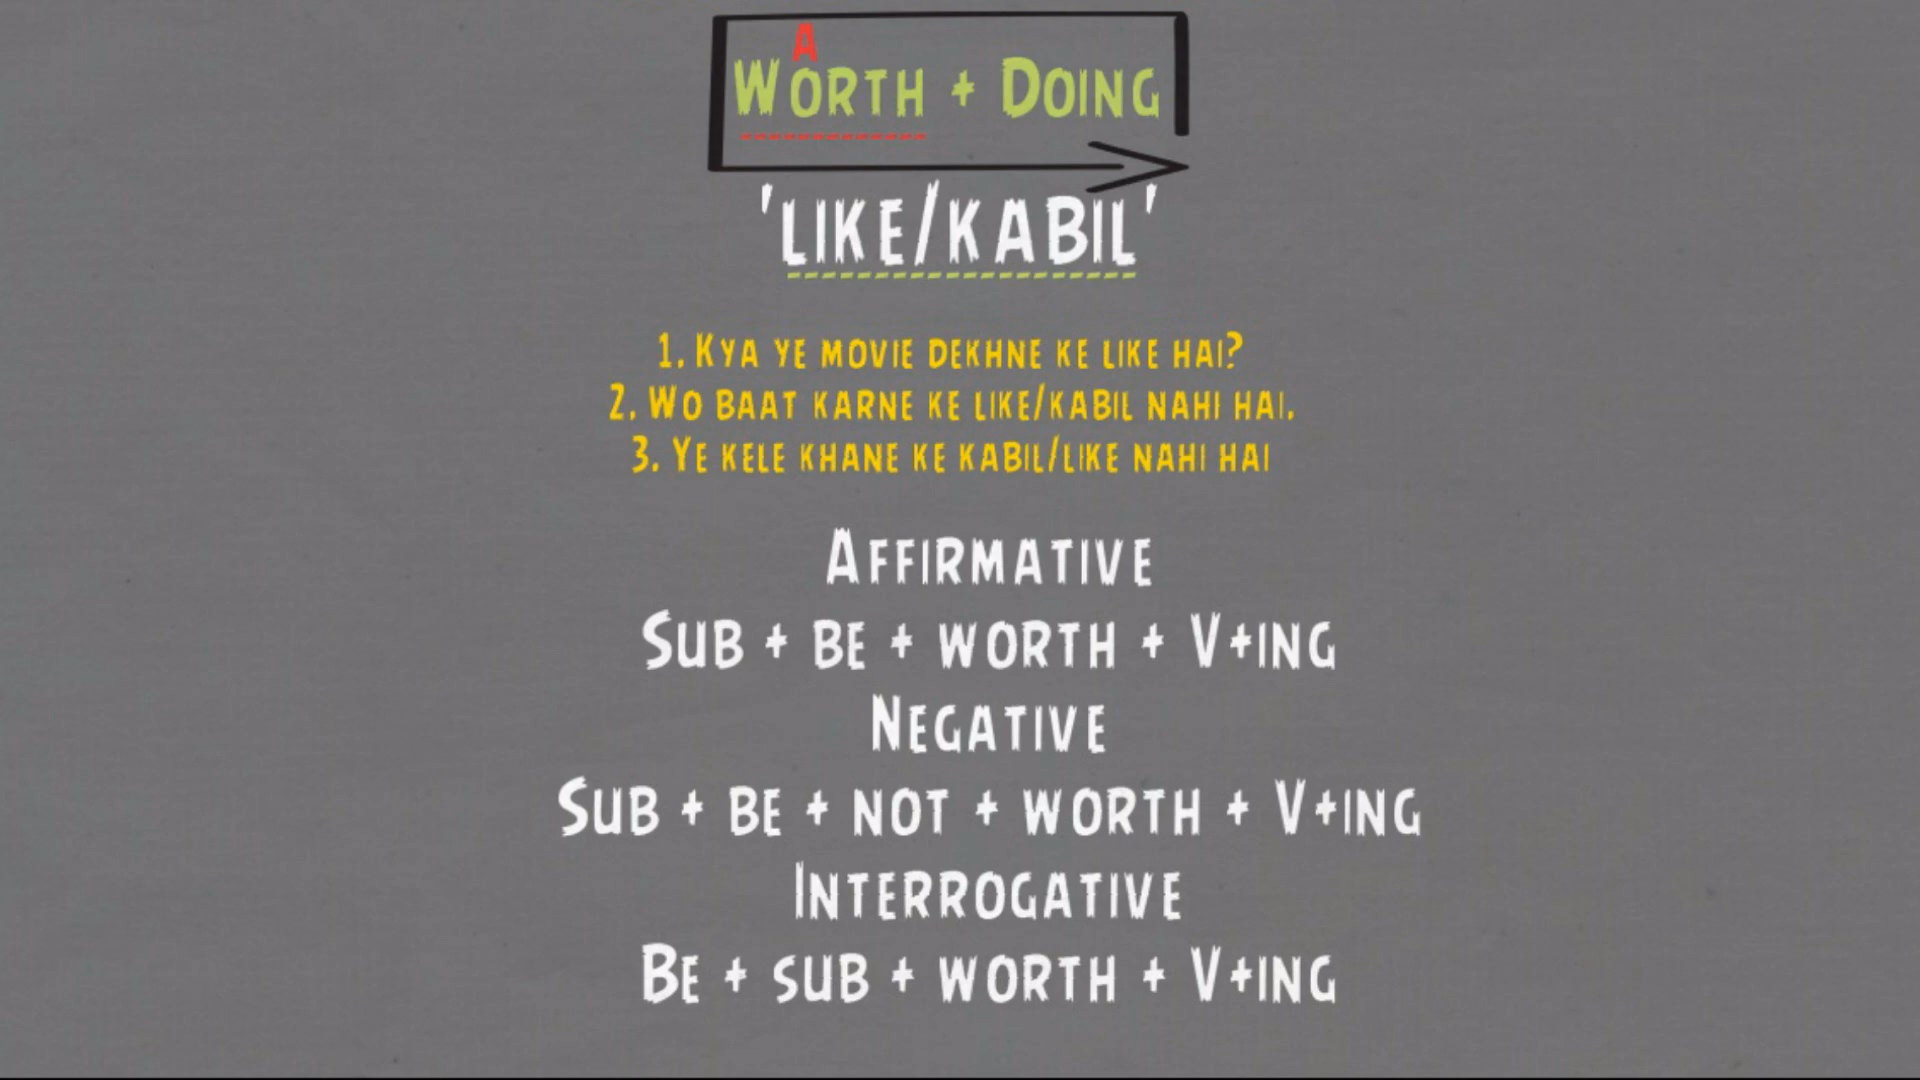 A
Worth + Doing
'like/kabil'
1. Kya ye movie dekhne ke like hai?
2. Wo baat karne ke like/kabil nahi hai.
3. Ye kele khane ke kabil/like nahi hai
Affirmative
Sub + be + worth + V+ing
Negative
Sub + be + not + worth + V+ing
Interrogative
Be + sub + worth + V+ing